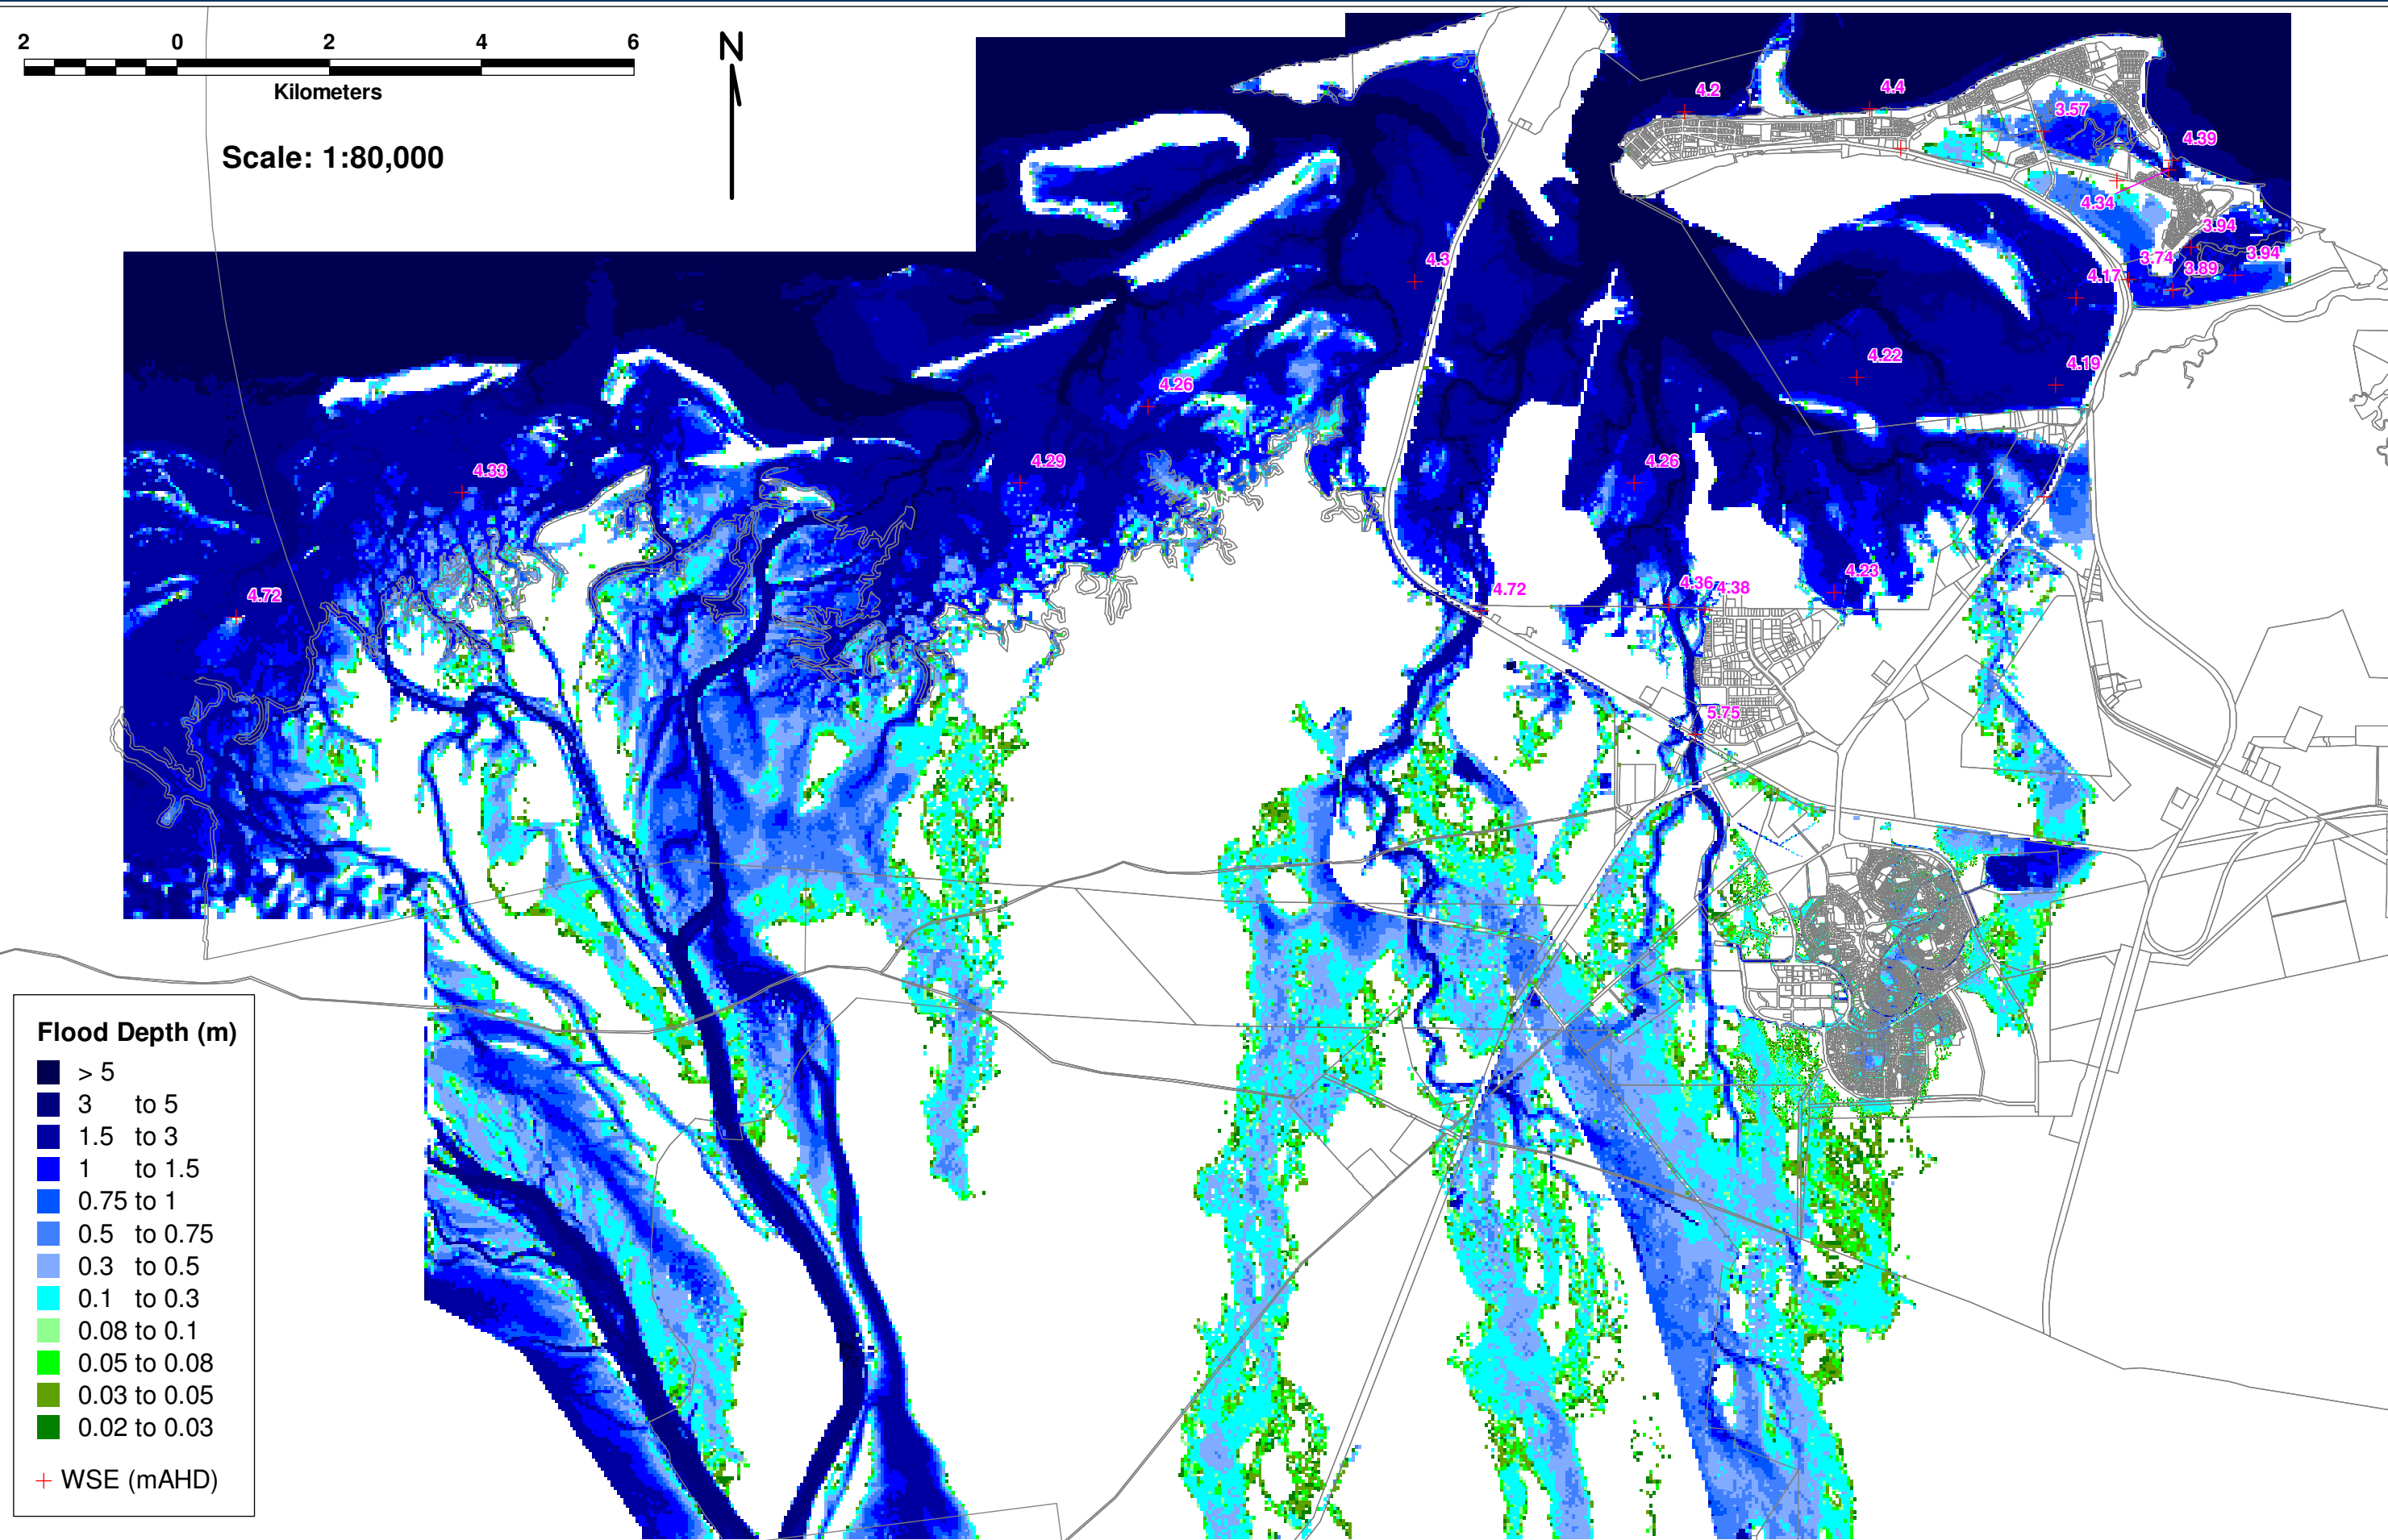 2 0 2 4 6
Kilometers
Scale: 1:80,000
N
4.2
4.4
3.57
4.39
4.34
3.94
3.74
3.89
3.94
4.17
4.3
4.22
4.19
4.26
4.33
4.29
4.26
4.72
4.72
4.36
4.38
4.23
5.75
Flood Depth (m)
> 5
3 to 5
1.5 to 3
1 to 1.5
0.75 to 1
0.5 to 0.75
0.3 to 0.5
0.1 to 0.3
0.08 to 0.1
0.05 to 0.08
0.03 to 0.05
0.02 to 0.03
WSE (mAHD)